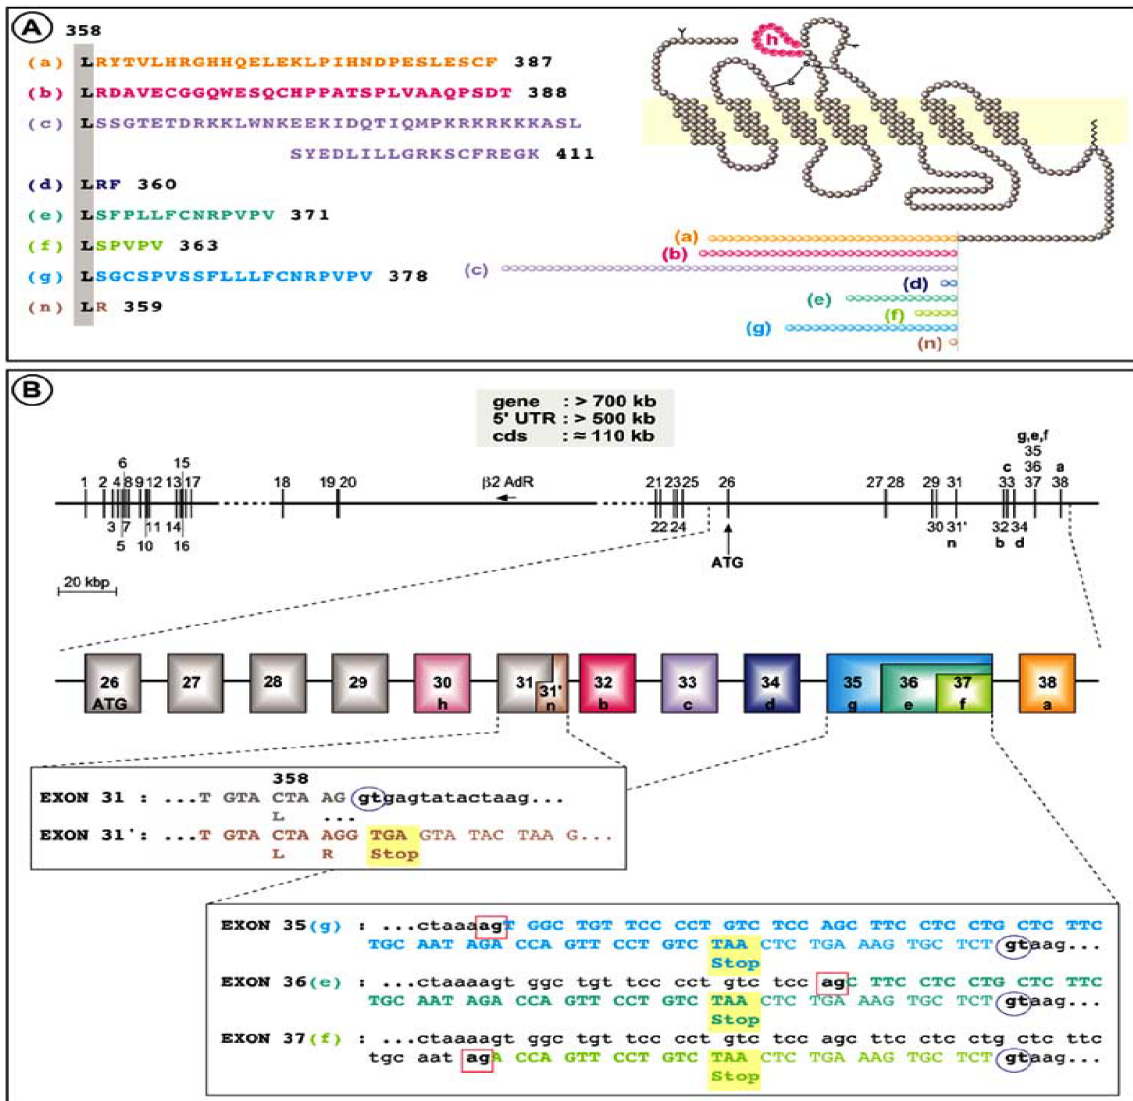 A
358
(a) LRYTVLHRGHHQELEKLPIHNDPESLESCF 387
(b) LRDAVECGGQWESQCHPPATSPLVAAQPSDT 388
(c) LSSGTETDRKKLWNKEEKIDQTIQMPKRKRKKKASL
SYEDLILLGRKSCFREGK 411
(d) LRF 360
(e) LSFPLLFCNRPVPV 371
(f) LSPVPV 363
(g) LSGCSPVSSFLLLFCNRPVPV 378
(n) LR 359
h
S
S
(a)
(b)
(c)
(d)
(e)
(f)
(g)
(n)
B
gene : > 700 kb
5' UTR : > 500 kb
cds : ≈ 110 kb
g,e,f
6 15 35
c 36 a
1 2 4 8 9 12 13 17 18 19 20 β2 AdR 21 23 25 26 27 28 29 31 33 37 38
3 7 11 14 22 24 30 31' 32 34
5 10 16 n b d
ATG
20 kbp
26 27 28 29 30 31 31' 32 33 34 35 36 37 38
ATG h n b c d g e f a
358
EXON 31 : ...T GTA CTA AG gtgagtatactaag...
L ...
EXON 31': ...T GTA CTA AGG TGA GTA TAC TAA G...
L R Stop
EXON 35(g) : ...ctaaaagT GGC TGT TCC CCT GTC TCC AGC TTC CTC CTG CTC TTC
TGC AAT AGA CCA GTT CCT GTC TAA CTC TGA AAG TGC TCT gtaag...
Stop
EXON 36(e) : ...ctaaaagt ggc tgt tcc cct gtc tcc agC TTC CTC CTG CTC TTC
TGC AAT AGA CCA GTT CCT GTC TAA CTC TGA AAG TGC TCT gtaag...
Stop
EXON 37(f) : ...ctaaaagt ggc tgt tcc cct gtc tcc agc ttc ctc ctg ctc ttc
tgc aat agA CCA GTT CCT GTC TAA CTC TGA AAG TGC TCT gtaag...
Stop